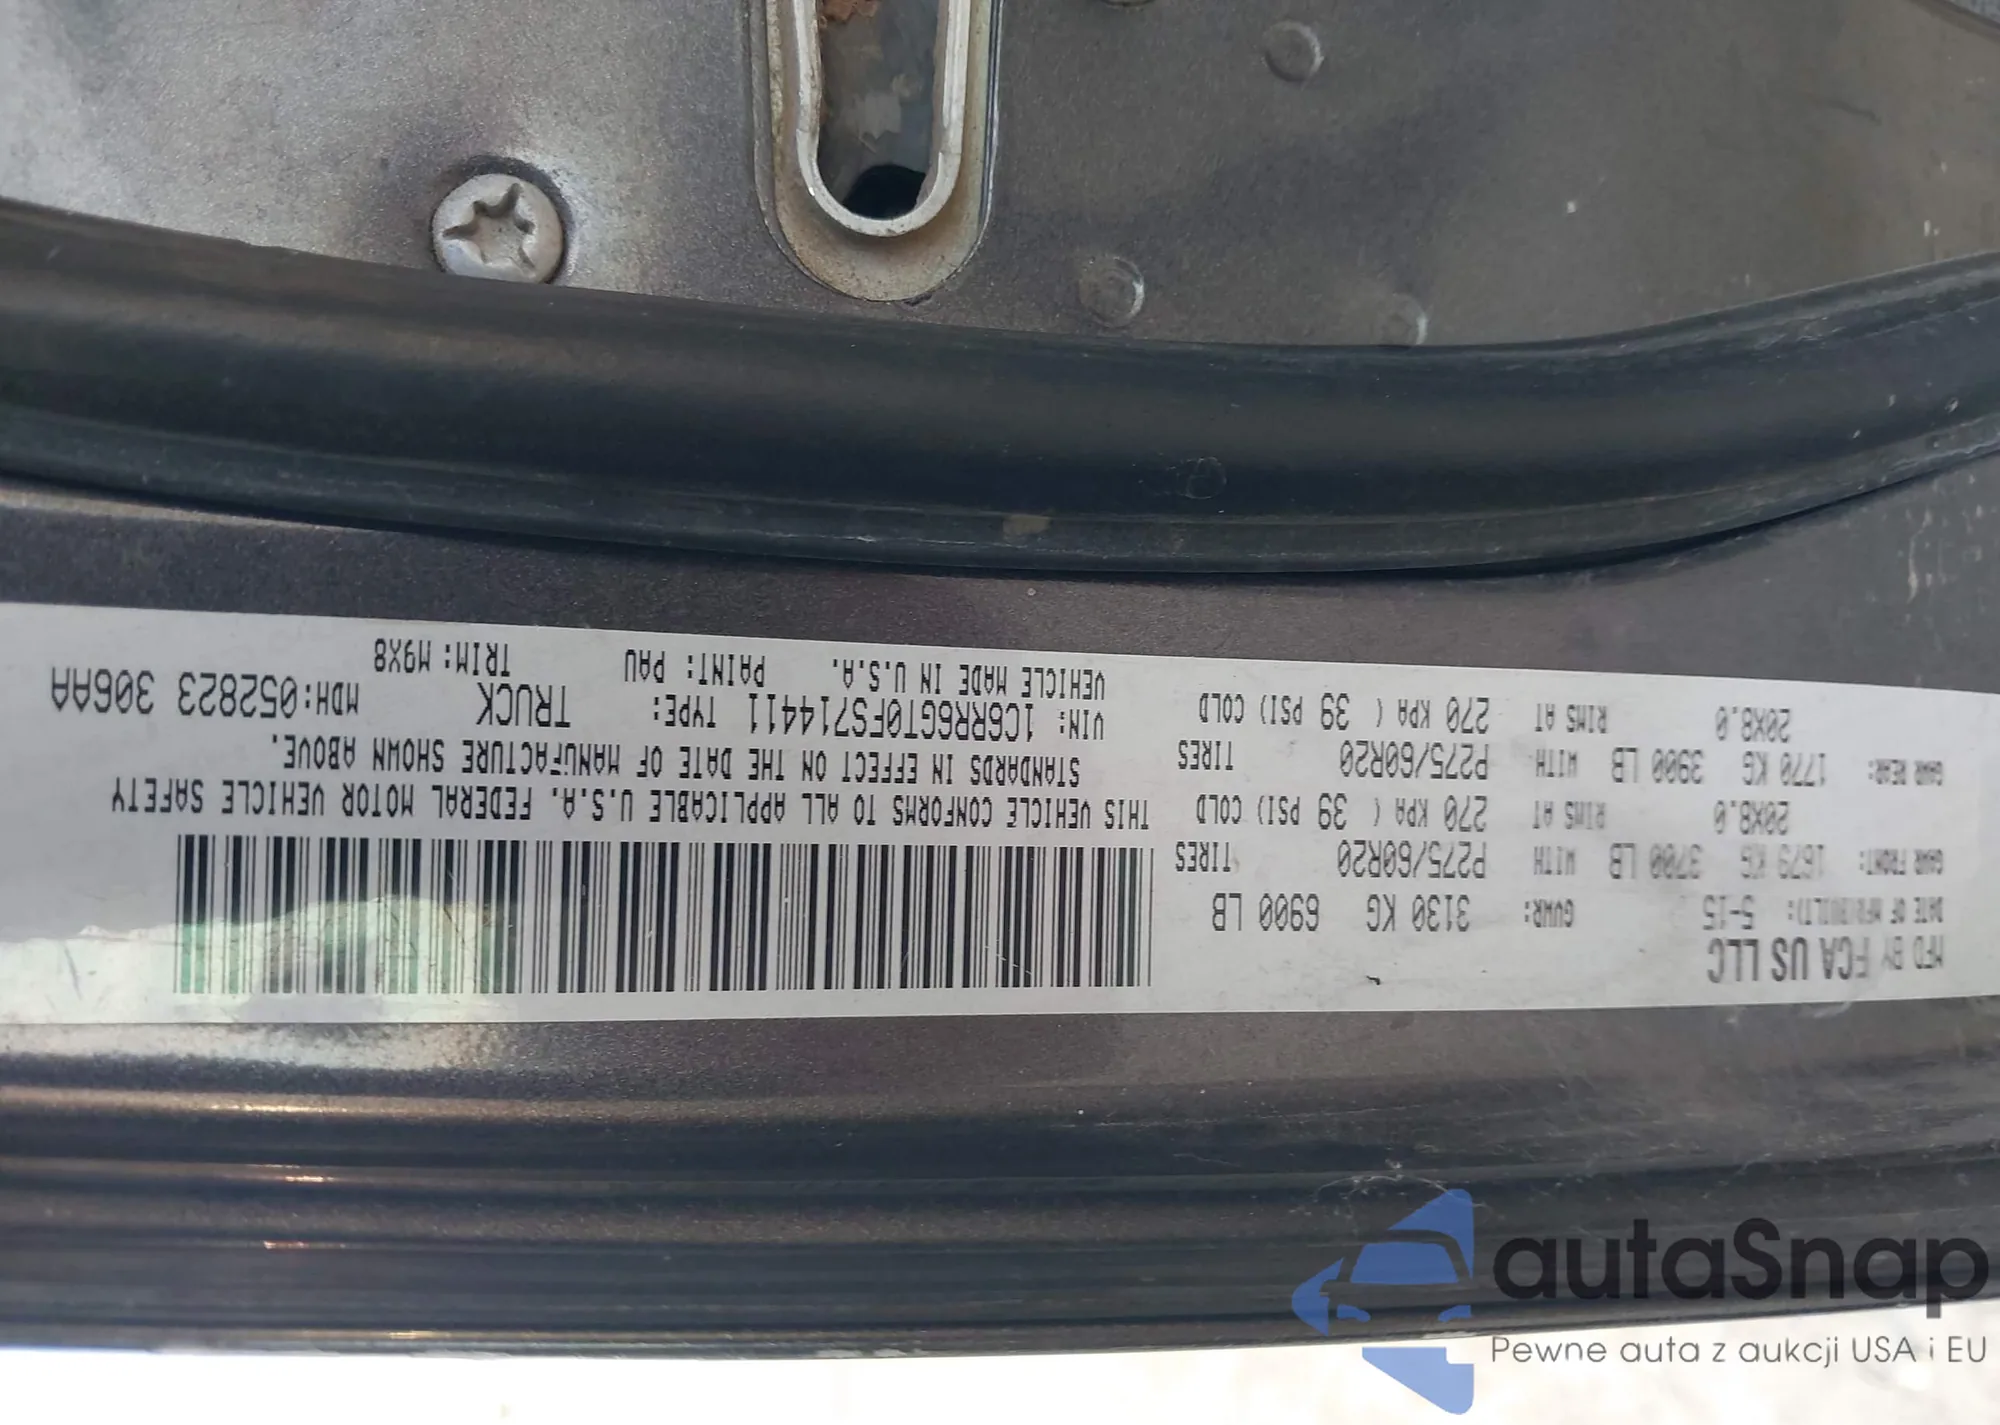 MFD BY FCA US LLC
DATE OF MFR(BUILT): 5-15 GVWR: 3130 KG 6900 LB
GAWR FRONT: 1679 KG 3700 LB WITH P275/60R20 TIRES
20X8.0 RIMS AT 270 KPA ( 39 PSI) COLD
GAWR REAR: 1770 KG 3900 LB WITH P275/60R20 TIRES
20X8.0 RIMS AT 270 KPA ( 39 PSI) COLD
THIS VEHICLE CONFORMS TO ALL APPLICABLE U.S.A. FEDERAL MOTOR VEHICLE SAFETY
STANDARDS IN EFFECT ON THE DATE OF MANUFACTURE SHOWN ABOVE.
VIN: 1C6RR6GT0FS714411 TYPE: TRUCK MDH:052823 306AA
VEHICLE MADE IN U.S.A. PAINT: PAU TRIM:M9X8
autaSnap
Pewne auta z aukcji USA i EU